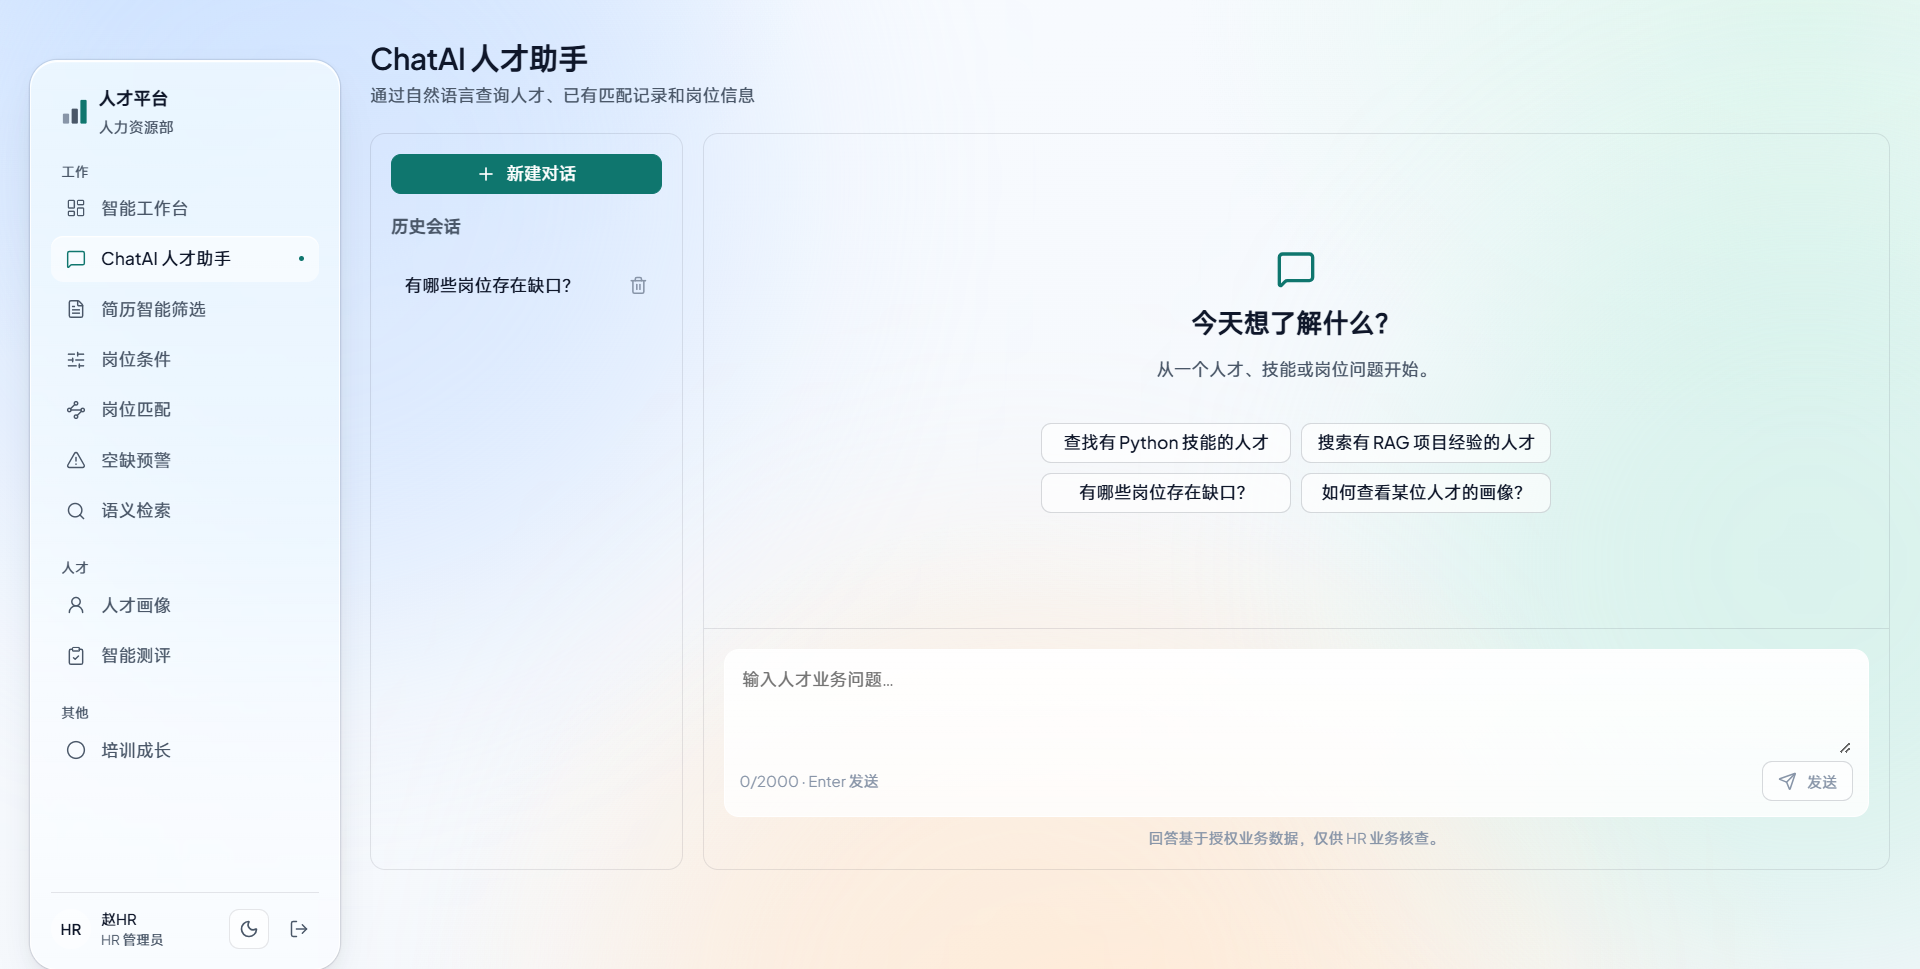 人才平台
人力资源部
工作
智能工作台
ChatAI 人才助手
简历智能筛选
岗位条件
岗位匹配
空缺预警
语义检索
人才
人才画像
智能测评
其他
培训成长
HR
赵HR
HR 管理员
ChatAI 人才助手
通过自然语言查询人才、已有匹配记录和岗位信息
新建对话
历史会话
有哪些岗位存在缺口？
今天想了解什么？
从一个人才、技能或岗位问题开始。
查找有 Python 技能的人才
搜索有 RAG 项目经验的人才
有哪些岗位存在缺口？
如何查看某位人才的画像？
输入人才业务问题...
0/2000 · Enter 发送
发送
回答基于授权业务数据，仅供 HR 业务核查。